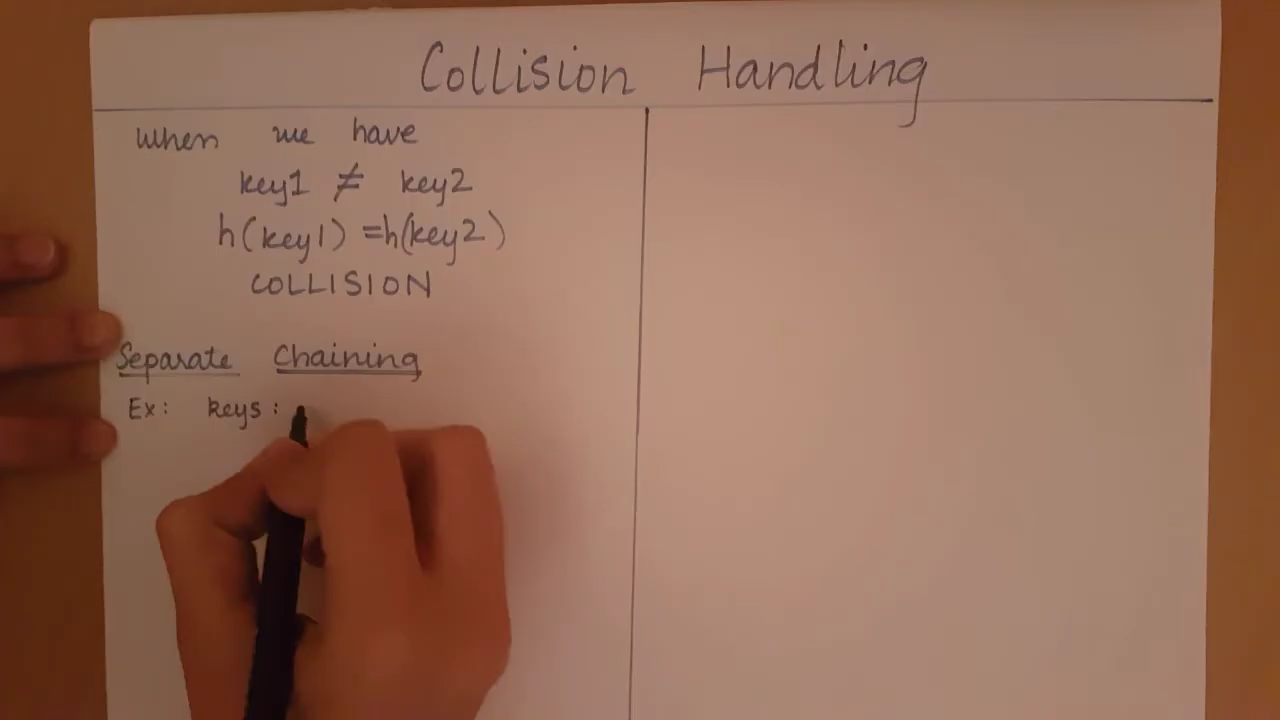 Collision Handling
When we have
key1 ≠ key2
h(key1) = h(key2)
COLLISION
Separate Chaining
Ex: keys: